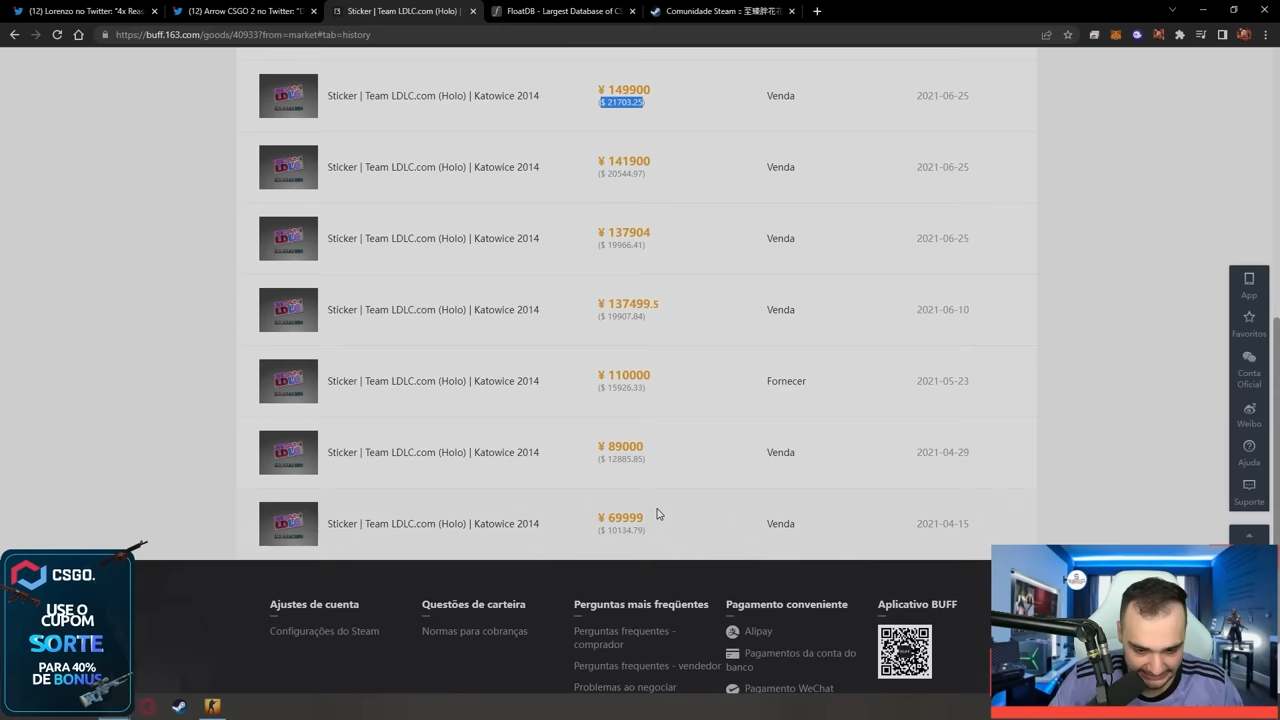 (12) Lorenzo no Twitter: "4x Reas
(12) Arrow CSGO 2 no Twitter: "D
Sticker | Team LDLC.com (Holo) |
FloatDB - Largest Database of C
Comunidade Steam ::
https://buff.163.com/goods/40933?from=market#tab=history
Sticker | Team LDLC.com (Holo) | Katowice 2014
¥ 149900
($ 21703.25)
Venda
2021-06-25
Sticker | Team LDLC.com (Holo) | Katowice 2014
¥ 141900
($ 20544.97)
Venda
2021-06-25
Sticker | Team LDLC.com (Holo) | Katowice 2014
¥ 137904
($ 19966.41)
Venda
2021-06-25
Sticker | Team LDLC.com (Holo) | Katowice 2014
¥ 137499.5
($ 19907.84)
Venda
2021-06-10
Sticker | Team LDLC.com (Holo) | Katowice 2014
¥ 110000
($ 15926.33)
Fornecer
2021-05-23
Sticker | Team LDLC.com (Holo) | Katowice 2014
¥ 89000
($ 12885.85)
Venda
2021-04-29
Sticker | Team LDLC.com (Holo) | Katowice 2014
¥ 69999
($ 10134.79)
Venda
2021-04-15
App
Favoritos
Conta
Oficial
Weibo
Ajuda
Suporte
CSGO.
USE O
CUPOM
SORTE
PARA 40%
DE BONUS
Ajustes de cuenta
Configurações do Steam
Questões de carteira
Normas para cobranças
Perguntas mais freqüentes
Perguntas frequentes -
comprador
Perguntas frequentes - vendedor
Problemas ao negociar
Pagamento conveniente
Alipay
Pagamentos da conta do
banco
Pagamento WeChat
Aplicativo BUFF